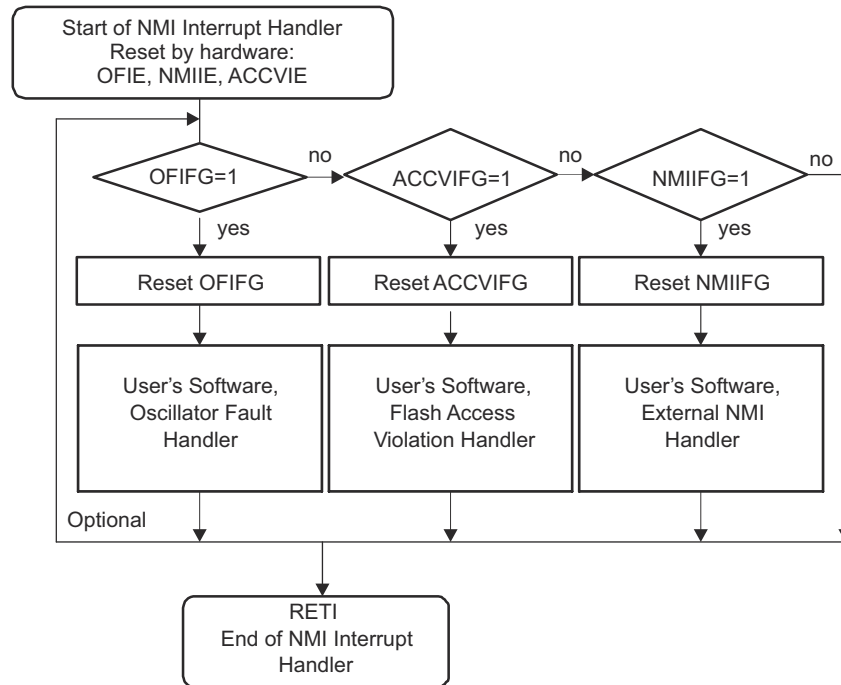 Start of NMI Interrupt Handler
Reset by hardware:
OFIE, NMIIE, ACCVIE
OFIFG=1
no
ACCVIFG=1
no
NMIIFG=1
no
yes
yes
yes
Reset OFIFG
Reset ACCVIFG
Reset NMIIFG
User's Software,
Oscillator Fault
Handler
User's Software,
Flash Access
Violation Handler
User's Software,
External NMI
Handler
Optional
RETI
End of NMI Interrupt
Handler